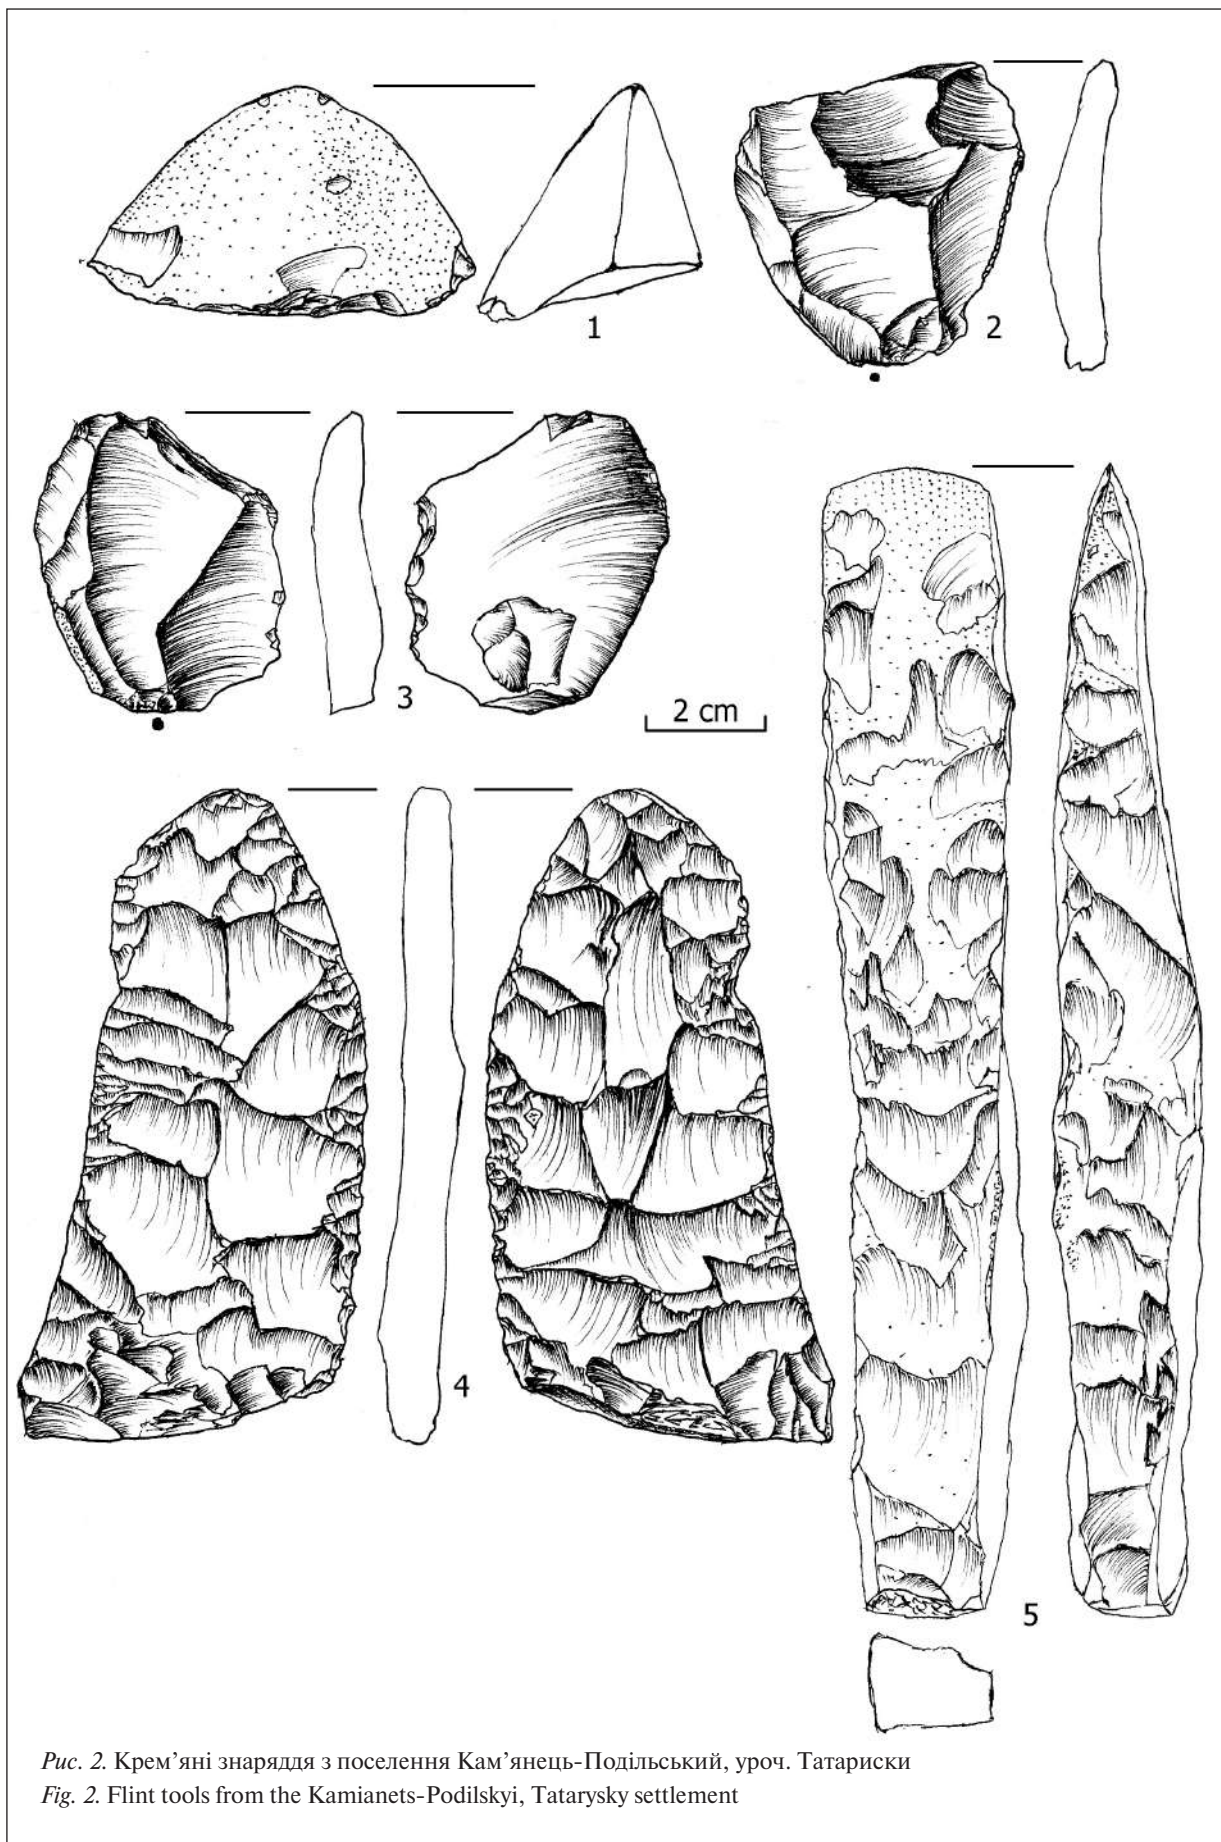 1
2
3
2 cm
4
5
Рис. 2. Крем’яні знаряддя з поселення Кам’янець-Подільський, уроч. Татариски
Fig. 2. Flint tools from the Kamianets-Podilskyi, Tatarysky settlement